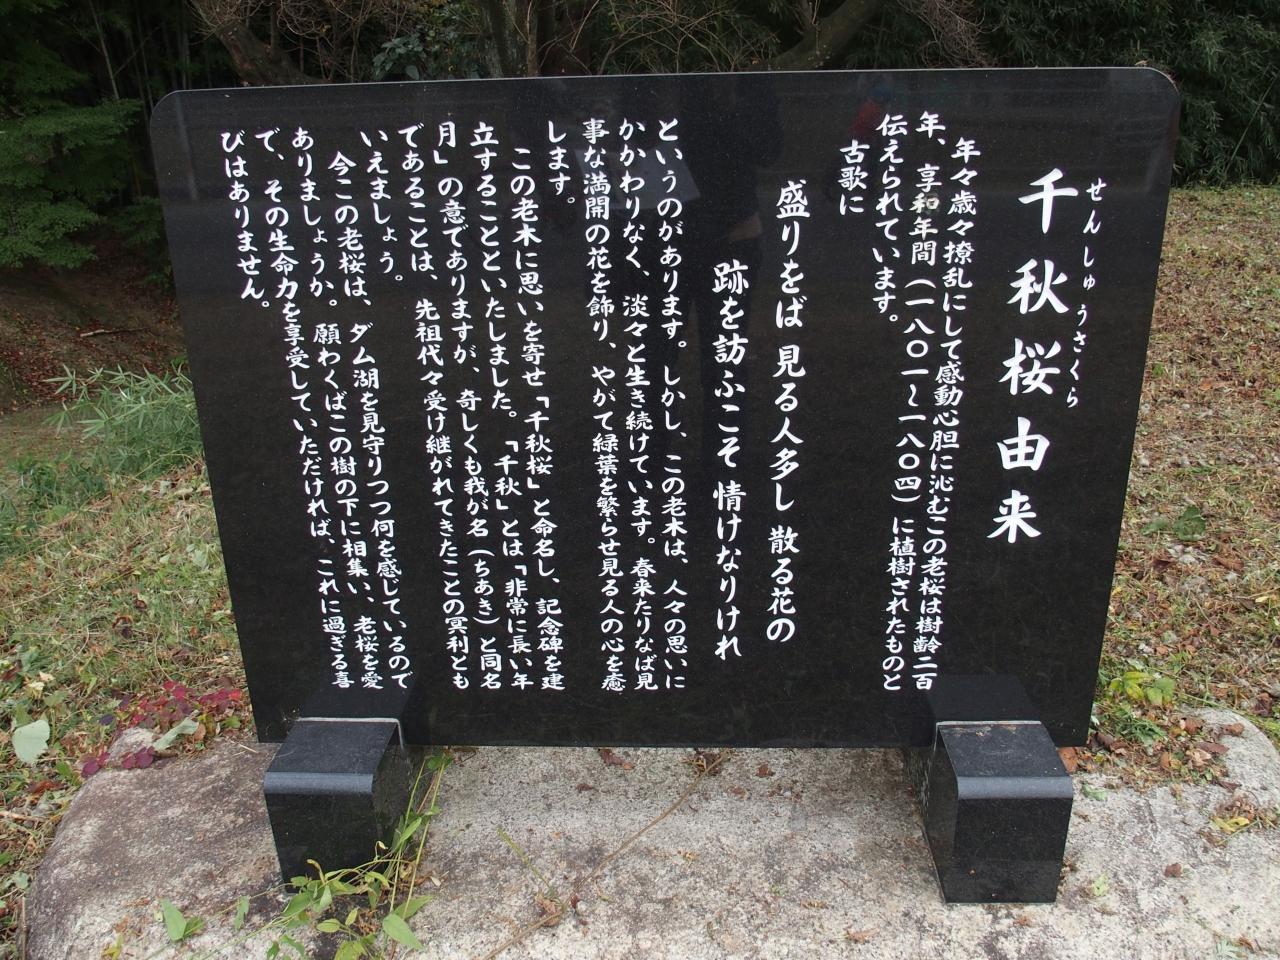 せんしゅうさくら
千秋桜由来
年々歳々撩乱にして感動心胆に沁むこの老桜は樹齢二百
年、享和年間(一八〇一〜一八〇四)に植樹されたものと
伝えられています。
古歌に
盛りをば 見る人多し 散る花の
跡を訪ふこそ 情けなりけれ
というのがあります。しかし、この老木は、人々の思いに
かかわりなく、淡々と生き続けています。春来たりなば見
事な満開の花を飾り、やがて緑葉を繁らせ見る人の心を癒
します。
この老木に思いを寄せ「千秋桜」と命名し、記念碑を建
立することといたしました。「千秋」とは「非常に長い年
月」の意でありますが、奇しくも我が名(ちあき)と同名
であることは、先祖代々受け継がれてきたことの冥利とも
いえましょう。
今この老桜は、ダム湖を見守りつつ何を感じているので
ありましょうか。願わくばこの樹の下に相集い、老桜を愛
で、その生命力を享受していただければ、これに過ぎる喜
びはありません。